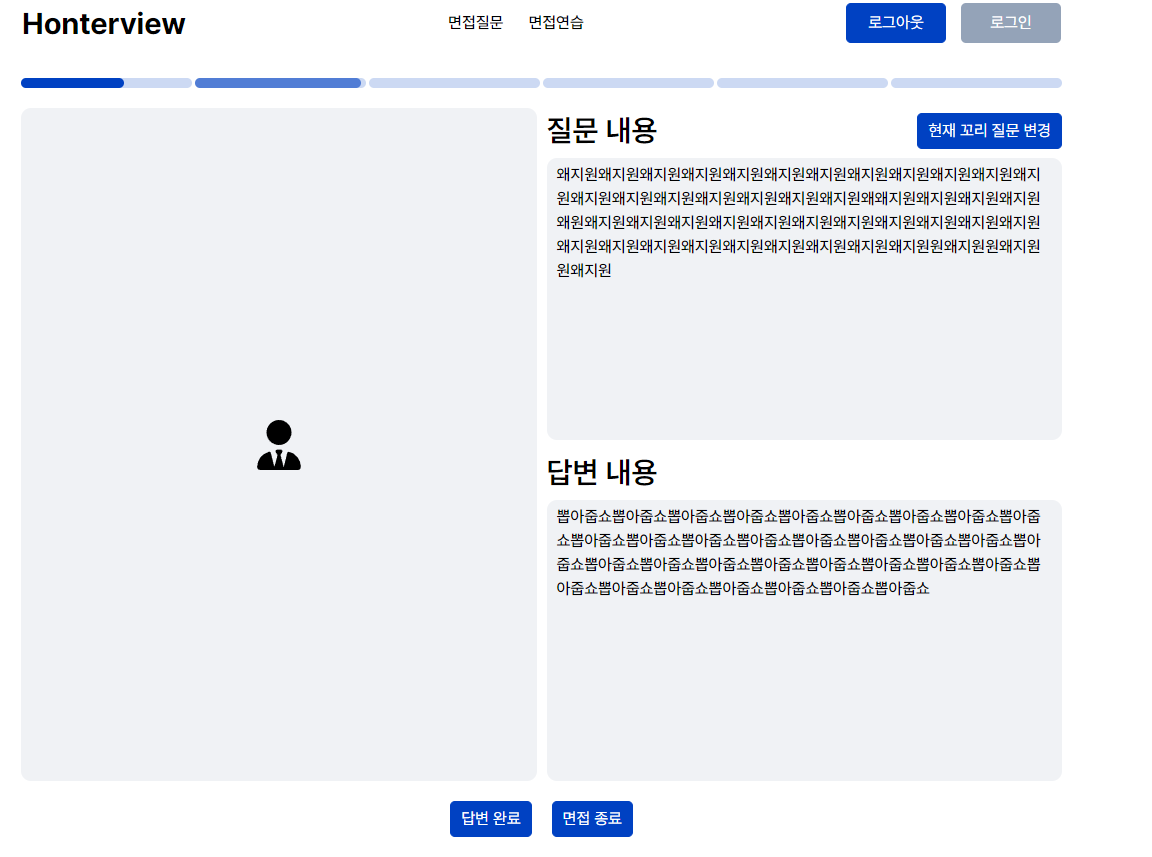 Honterview
면접질문 면접연습
로그아웃 로그인
질문 내용
현재 꼬리 질문 변경
왜지원왜지원왜지원왜지원왜지원왜지원왜지원왜지원왜지원왜지원왜지원왜지
원왜지원왜지원왜지원왜지원왜지원왜지원왜지원왜지원왜지원왜지원왜지원
왜원왜지원왜지원왜지원왜지원왜지원왜지원왜지원왜지원왜지원왜지원왜지원
왜지원왜지원왜지원왜지원왜지원왜지원왜지원왜지원왜지원원왜지원원왜지원
원왜지원
답변 내용
뽑아줍쇼뽑아줍쇼뽑아줍쇼뽑아줍쇼뽑아줍쇼뽑아줍쇼뽑아줍쇼뽑아줍쇼뽑아줍
쇼뽑아줍쇼뽑아줍쇼뽑아줍쇼뽑아줍쇼뽑아줍쇼뽑아줍쇼뽑아줍쇼뽑아줍쇼뽑아
줍쇼뽑아줍쇼뽑아줍쇼뽑아줍쇼뽑아줍쇼뽑아줍쇼뽑아줍쇼뽑아줍쇼뽑아줍쇼뽑
아줍쇼뽑아줍쇼뽑아줍쇼뽑아줍쇼뽑아줍쇼뽑아줍쇼뽑아줍쇼
답변 완료 면접 종료